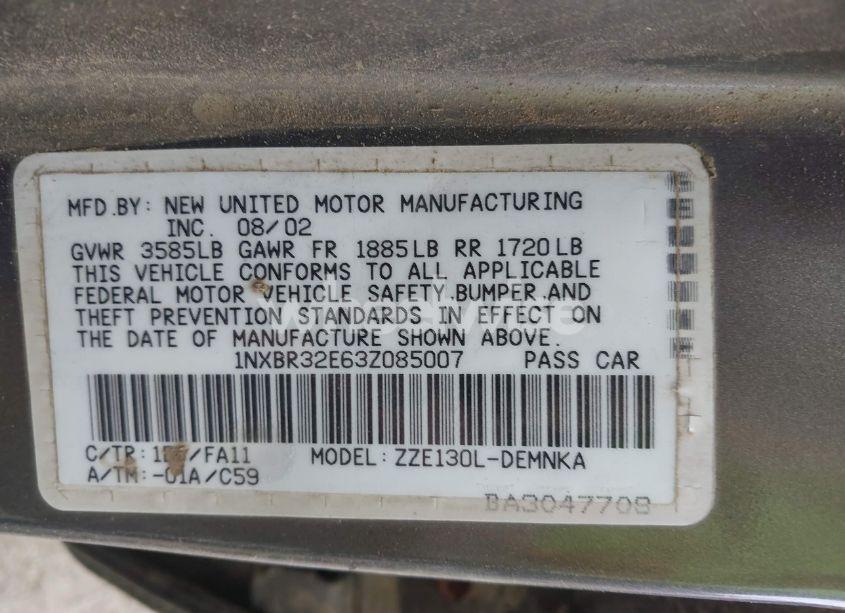 MFD.BY: NEW UNITED MOTOR MANUFACTURING
INC. 08/02
GVWR 3585LB GAWR FR 1885LB RR 1720LB
THIS VEHICLE CONFORMS TO ALL APPLICABLE
FEDERAL MOTOR VEHICLE SAFETY,BUMPER,AND
THEFT PREVENTION STANDARDS IN EFFECT ON
THE DATE OF MANUFACTURE SHOWN ABOVE.
1NXBR32E63Z085007 PASS CAR
C/TR: /FA11 MODEL: ZZE130L-DEMNKA
A/TM: -01A/C59
BA3047708